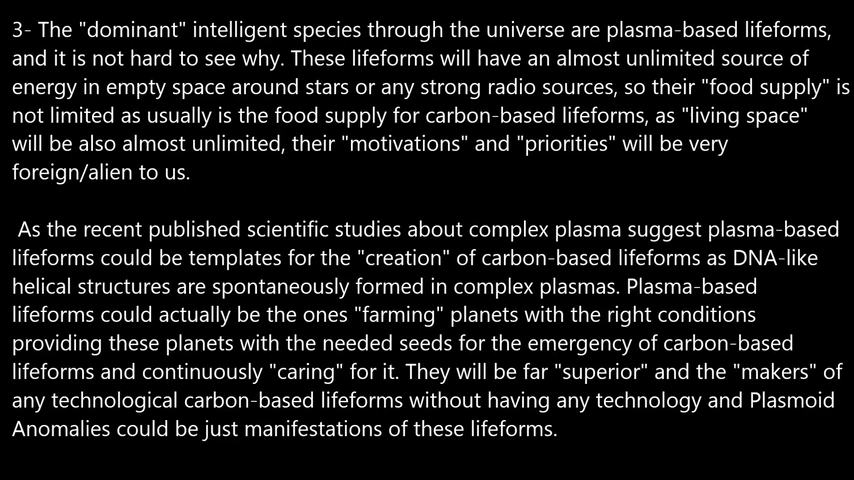 3- The "dominant" intelligent species through the universe are plasma-based lifeforms,
and it is not hard to see why. These lifeforms will have an almost unlimited source of
energy in empty space around stars or any strong radio sources, so their "food supply" is
not limited as usually is the food supply for carbon-based lifeforms, as "living space"
will be also almost unlimited, their "motivations" and "priorities" will be very
foreign/alien to us.
As the recent published scientific studies about complex plasma suggest plasma-based
lifeforms could be templates for the "creation" of carbon-based lifeforms as DNA-like
helical structures are spontaneously formed in complex plasmas. Plasma-based
lifeforms could actually be the ones "farming" planets with the right conditions
providing these planets with the needed seeds for the emergency of carbon-based
lifeforms and continuously "caring" for it. They will be far "superior" and the "makers" of
any technological carbon-based lifeforms without having any technology and Plasmoid
Anomalies could be just manifestations of these lifeforms.